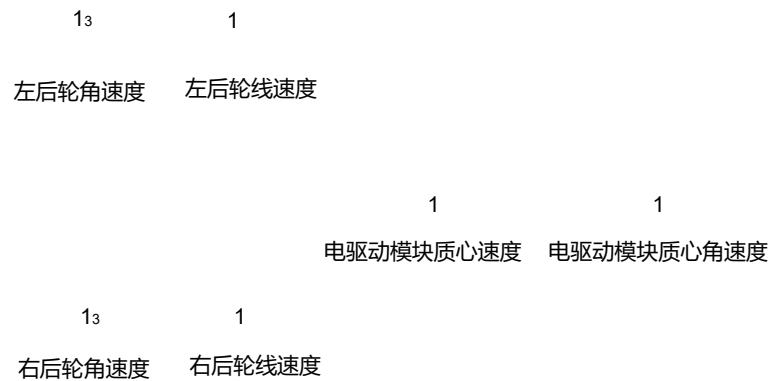 1₃ 1
左后轮角速度 左后轮线速度
1 1
电驱动模块质心速度 电驱动模块质心角速度
1₃ 1
右后轮角速度 右后轮线速度